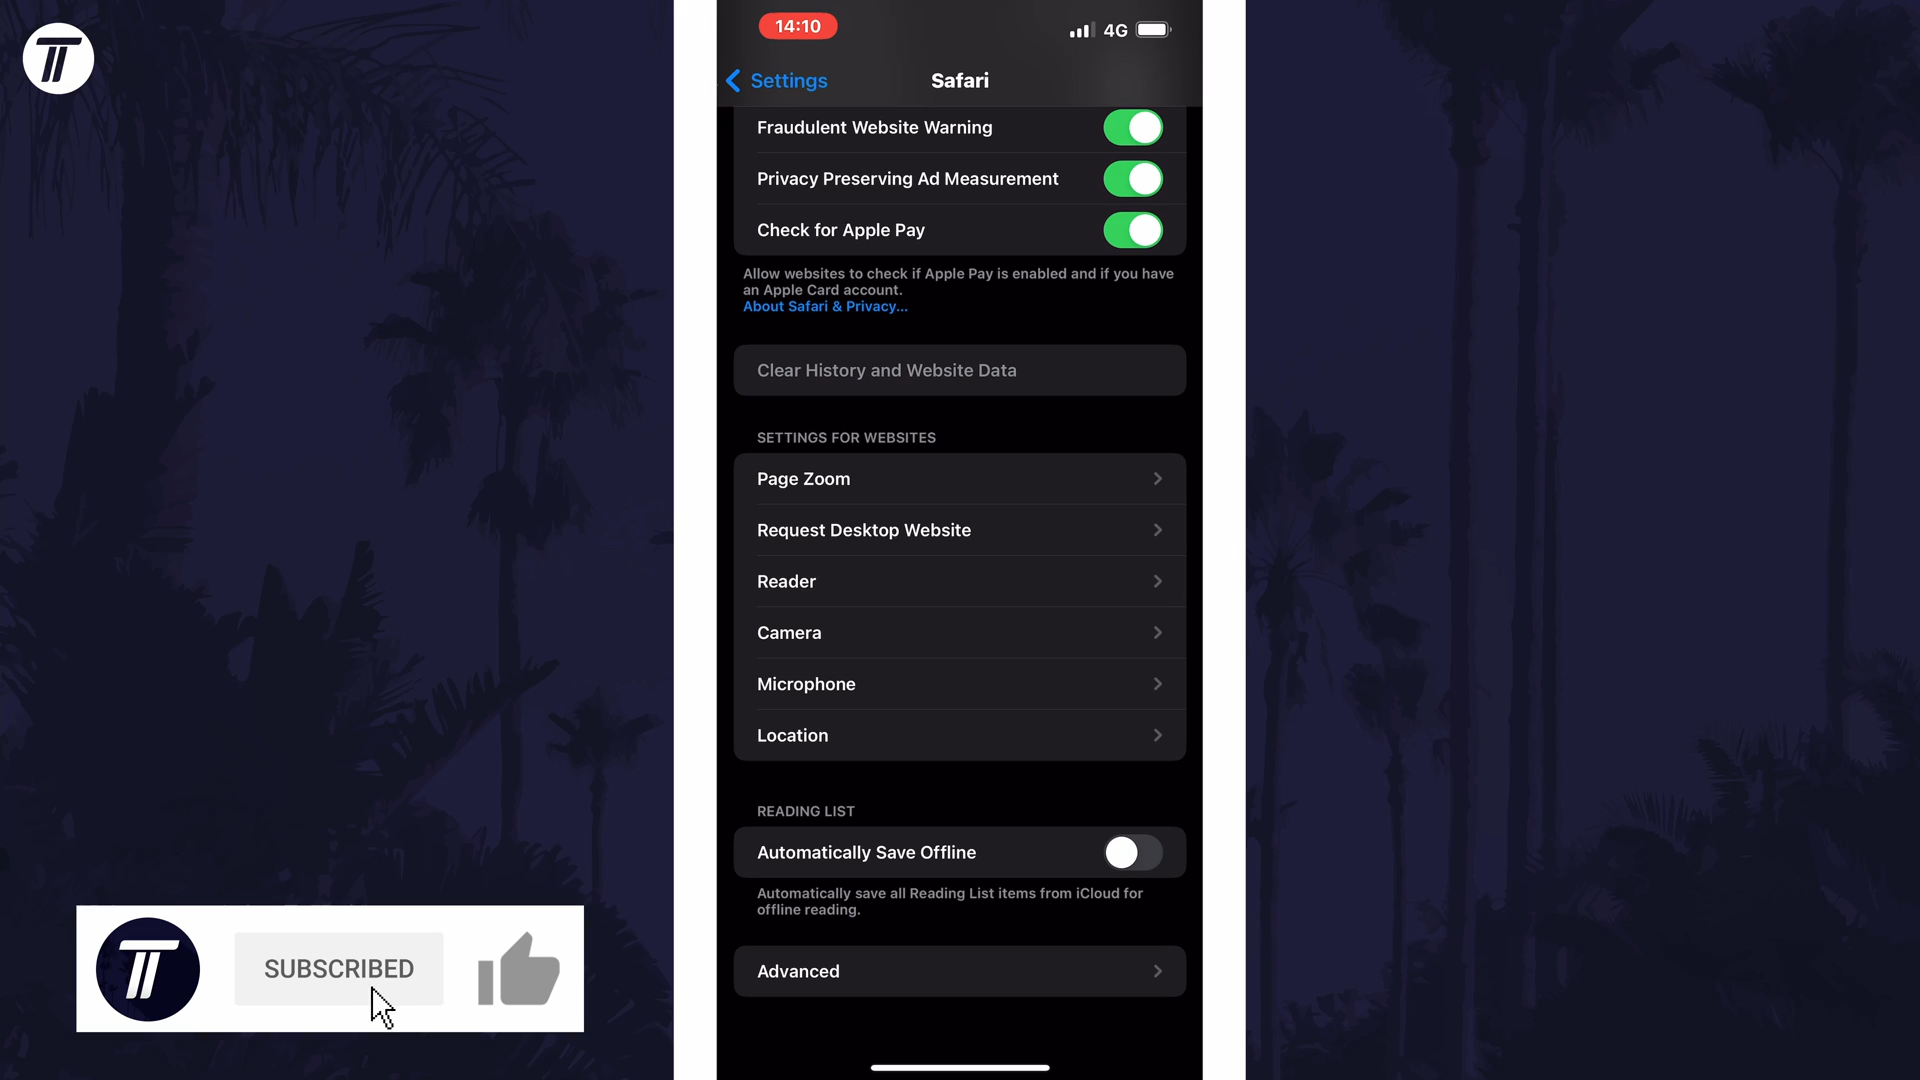 14:10
4G
Settings
Safari
Fraudulent Website Warning
Privacy Preserving Ad Measurement
Check for Apple Pay
Allow websites to check if Apple Pay is enabled and if you have
an Apple Card account.
About Safari & Privacy...
Clear History and Website Data
SETTINGS FOR WEBSITES
Page Zoom
Request Desktop Website
Reader
Camera
Microphone
Location
READING LIST
Automatically Save Offline
Automatically save all Reading List items from iCloud for
offline reading.
Advanced
SUBSCRIBED